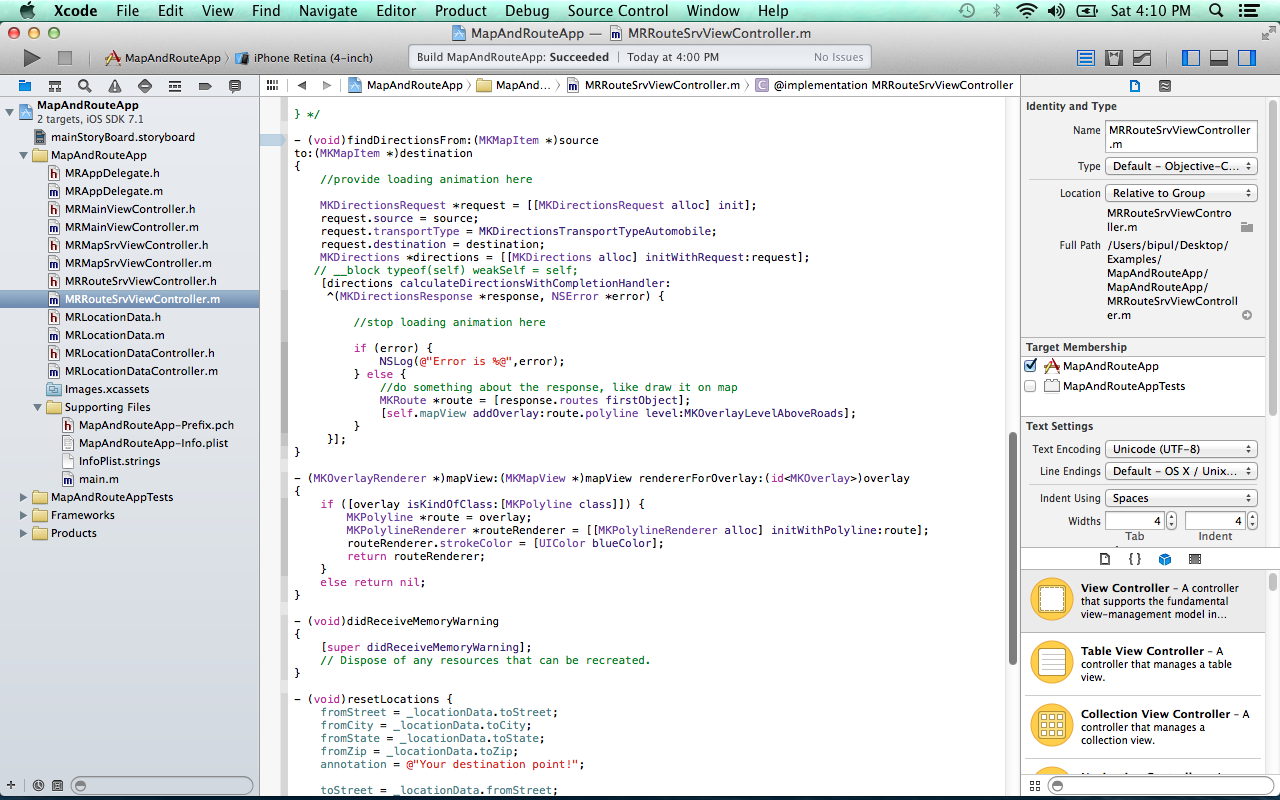 Xcode File Edit View Find Navigate Editor Product Debug Source Control Window Help Sat 4:10 PM
MapAndRouteApp — MRRouteSrvViewController.m
MapAndRouteApp iPhone Retina (4-inch)
Build MapAndRouteApp: Succeeded Today at 4:00 PM No Issues
MapAndRouteApp MapAnd... MRRouteSrvViewController.m @implementation MRRouteSrvViewController
MapAndRouteApp
2 targets, iOS SDK 7.1
mainStoryBoard.storyboard
MapAndRouteApp
MRAppDelegate.h
MRAppDelegate.m
MRMainViewController.h
MRMainViewController.m
MRMapSrvViewController.h
MRMapSrvViewController.m
MRRouteSrvViewController.h
MRRouteSrvViewController.m
MRLocationData.h
MRLocationData.m
MRLocationDataController.h
MRLocationDataController.m
Images.xcassets
Supporting Files
MapAndRouteApp-Prefix.pch
MapAndRouteApp-Info.plist
InfoPlist.strings
main.m
MapAndRouteAppTests
Frameworks
Products
} */
- (void)findDirectionsFrom:(MKMapItem *)source
to:(MKMapItem *)destination
{
//provide loading animation here
MKDirectionsRequest *request = [[MKDirectionsRequest alloc] init];
request.source = source;
request.transportType = MKDirectionsTransportTypeAutomobile;
request.destination = destination;
MKDirections *directions = [[MKDirections alloc] initWithRequest:request];
// __block typeof(self) weakSelf = self;
[directions calculateDirectionsWithCompletionHandler:
^(MKDirectionsResponse *response, NSError *error) {
//stop loading animation here
if (error) {
NSLog(@"Error is %@",error);
} else {
//do something about the response, like draw it on map
MKRoute *route = [response.routes firstObject];
[self.mapView addOverlay:route.polyline level:MKOverlayLevelAboveRoads];
}
}];
}
- (MKOverlayRenderer *)mapView:(MKMapView *)mapView rendererForOverlay:(id<MKOverlay>)overlay
{
if ([overlay isKindOfClass:[MKPolyline class]]) {
MKPolyline *route = overlay;
MKPolylineRenderer *routeRenderer = [[MKPolylineRenderer alloc] initWithPolyline:route];
routeRenderer.strokeColor = [UIColor blueColor];
return routeRenderer;
}
else return nil;
}
- (void)didReceiveMemoryWarning
{
[super didReceiveMemoryWarning];
// Dispose of any resources that can be recreated.
}
- (void)resetLocations {
fromStreet = _locationData.toStreet;
fromCity = _locationData.toCity;
fromState = _locationData.toState;
fromZip = _locationData.toZip;
annotation = @"Your destination point!";
toStreet = _locationData.fromStreet;
Identity and Type
Name MRRouteSrvViewController
.m
Type Default - Objective-C...
Location Relative to Group
MRRouteSrvViewContro
ller.m
Full Path /Users/bipul/Desktop/
Examples/
MapAndRouteApp/
MapAndRouteApp/
MRRouteSrvViewControll
er.m
Target Membership
MapAndRouteApp
MapAndRouteAppTests
Text Settings
Text Encoding Unicode (UTF-8)
Line Endings Default - OS X / Unix...
Indent Using Spaces
Widths 4 4
Tab Indent
{ }
View Controller - A controller
that supports the fundamental
view-management model in...
Table View Controller - A
controller that manages a table
view.
Collection View Controller - A
controller that manages a
collection view.